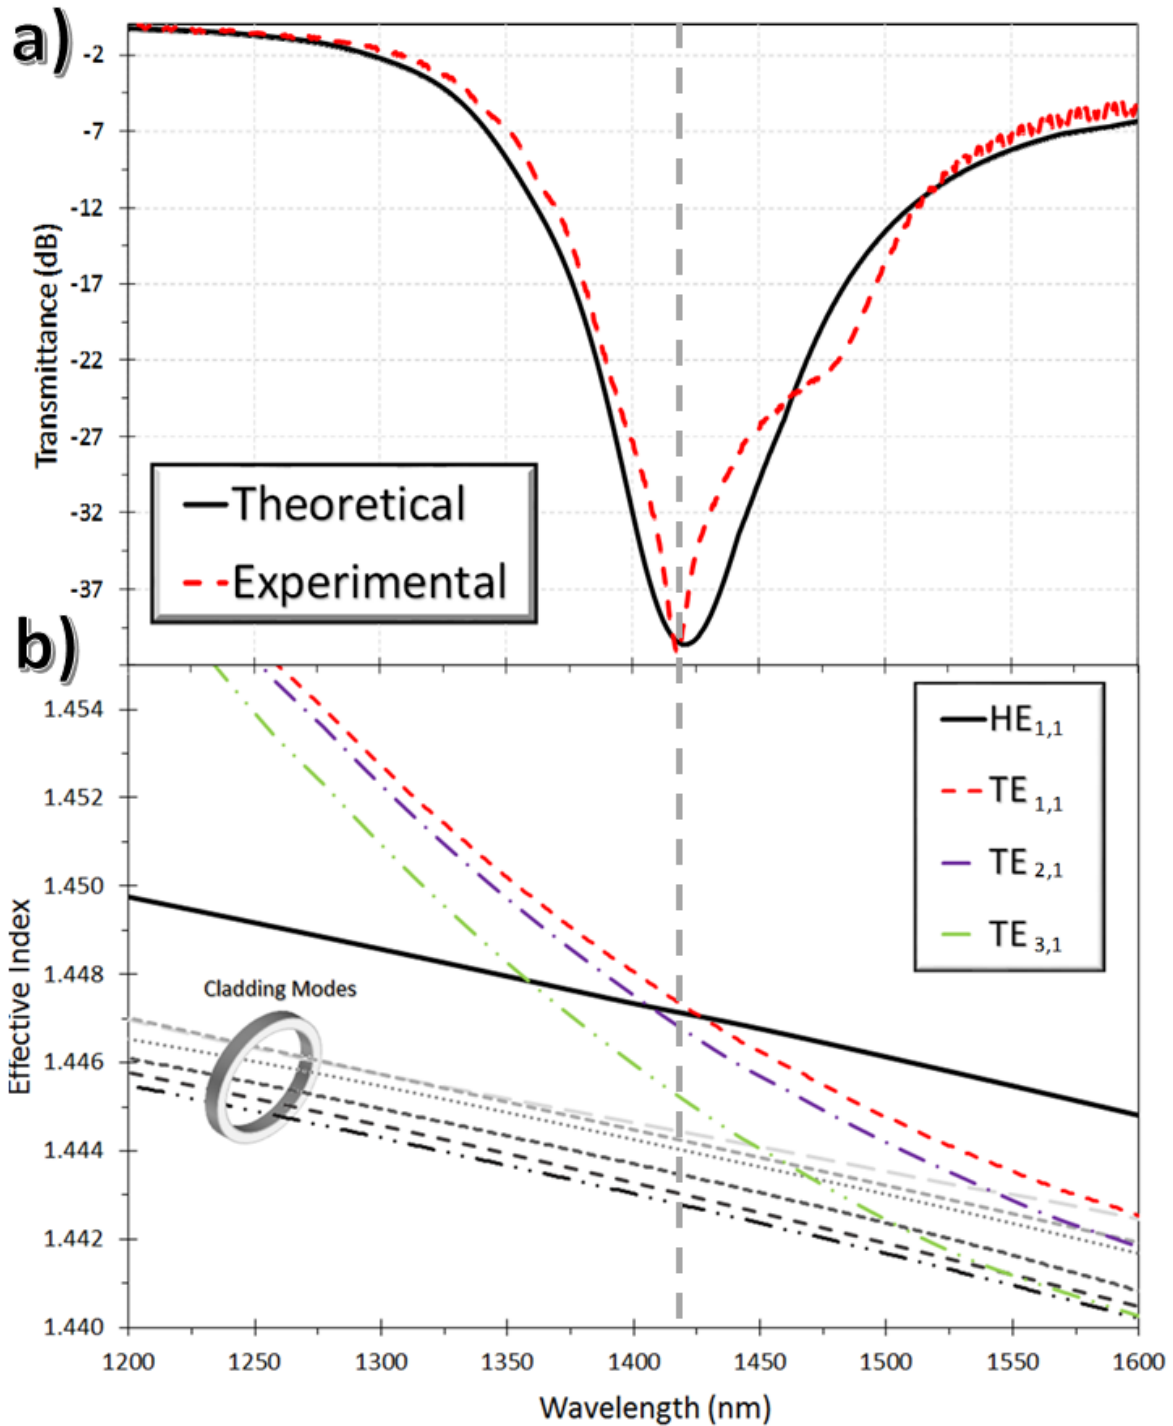 a)
-2
-7
-12
-17
-22
-27
-32
-37
Transmittance (dB)
Theoretical
Experimental
b)
1.454
1.452
1.450
1.448
1.446
1.444
1.442
1.440
Effective Index
HE 1,1
TE 1,1
TE 2,1
TE 3,1
Cladding Modes
1200 1250 1300 1350 1400 1450 1500 1550 1600
Wavelength (nm)